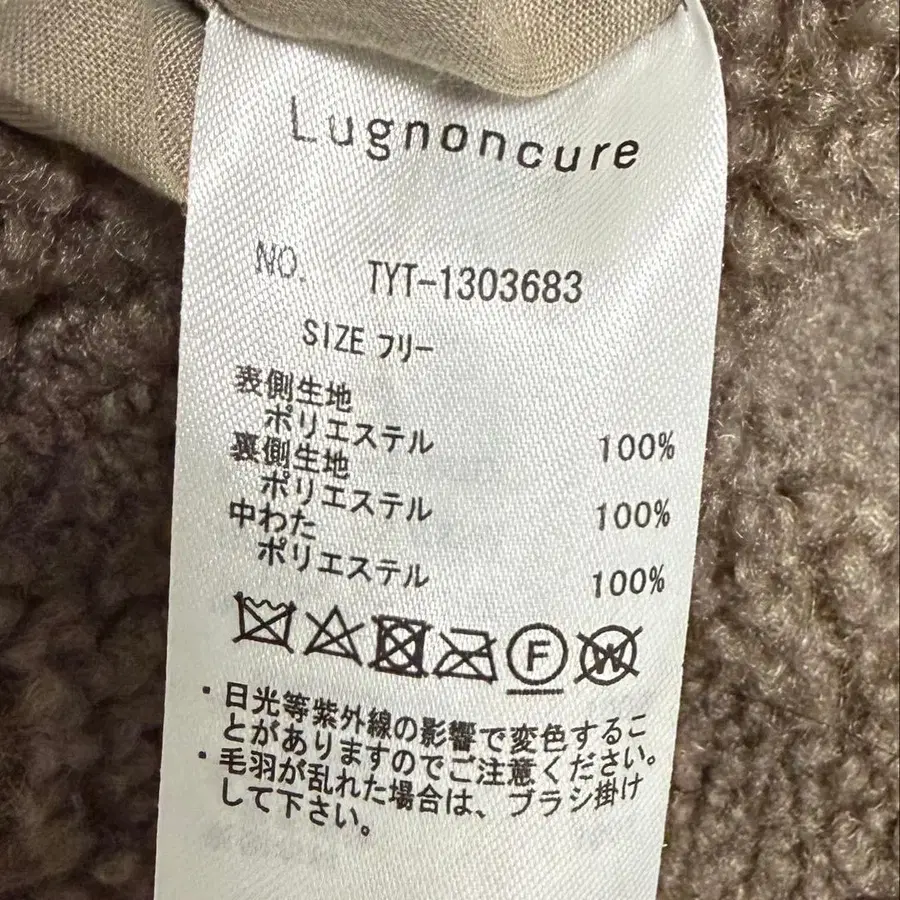 Lugnoncure
NO. TYT-1303683
SIZE フリー
表側生地
ポリエステル 100%
裏側生地
ポリエステル 100%
中わた
ポリエステル 100%
F W
・日光等紫外線の影響で変色するこ
とがありますのでご注意ください。
・毛羽が乱れた場合は、ブラシ掛け
して下さい。